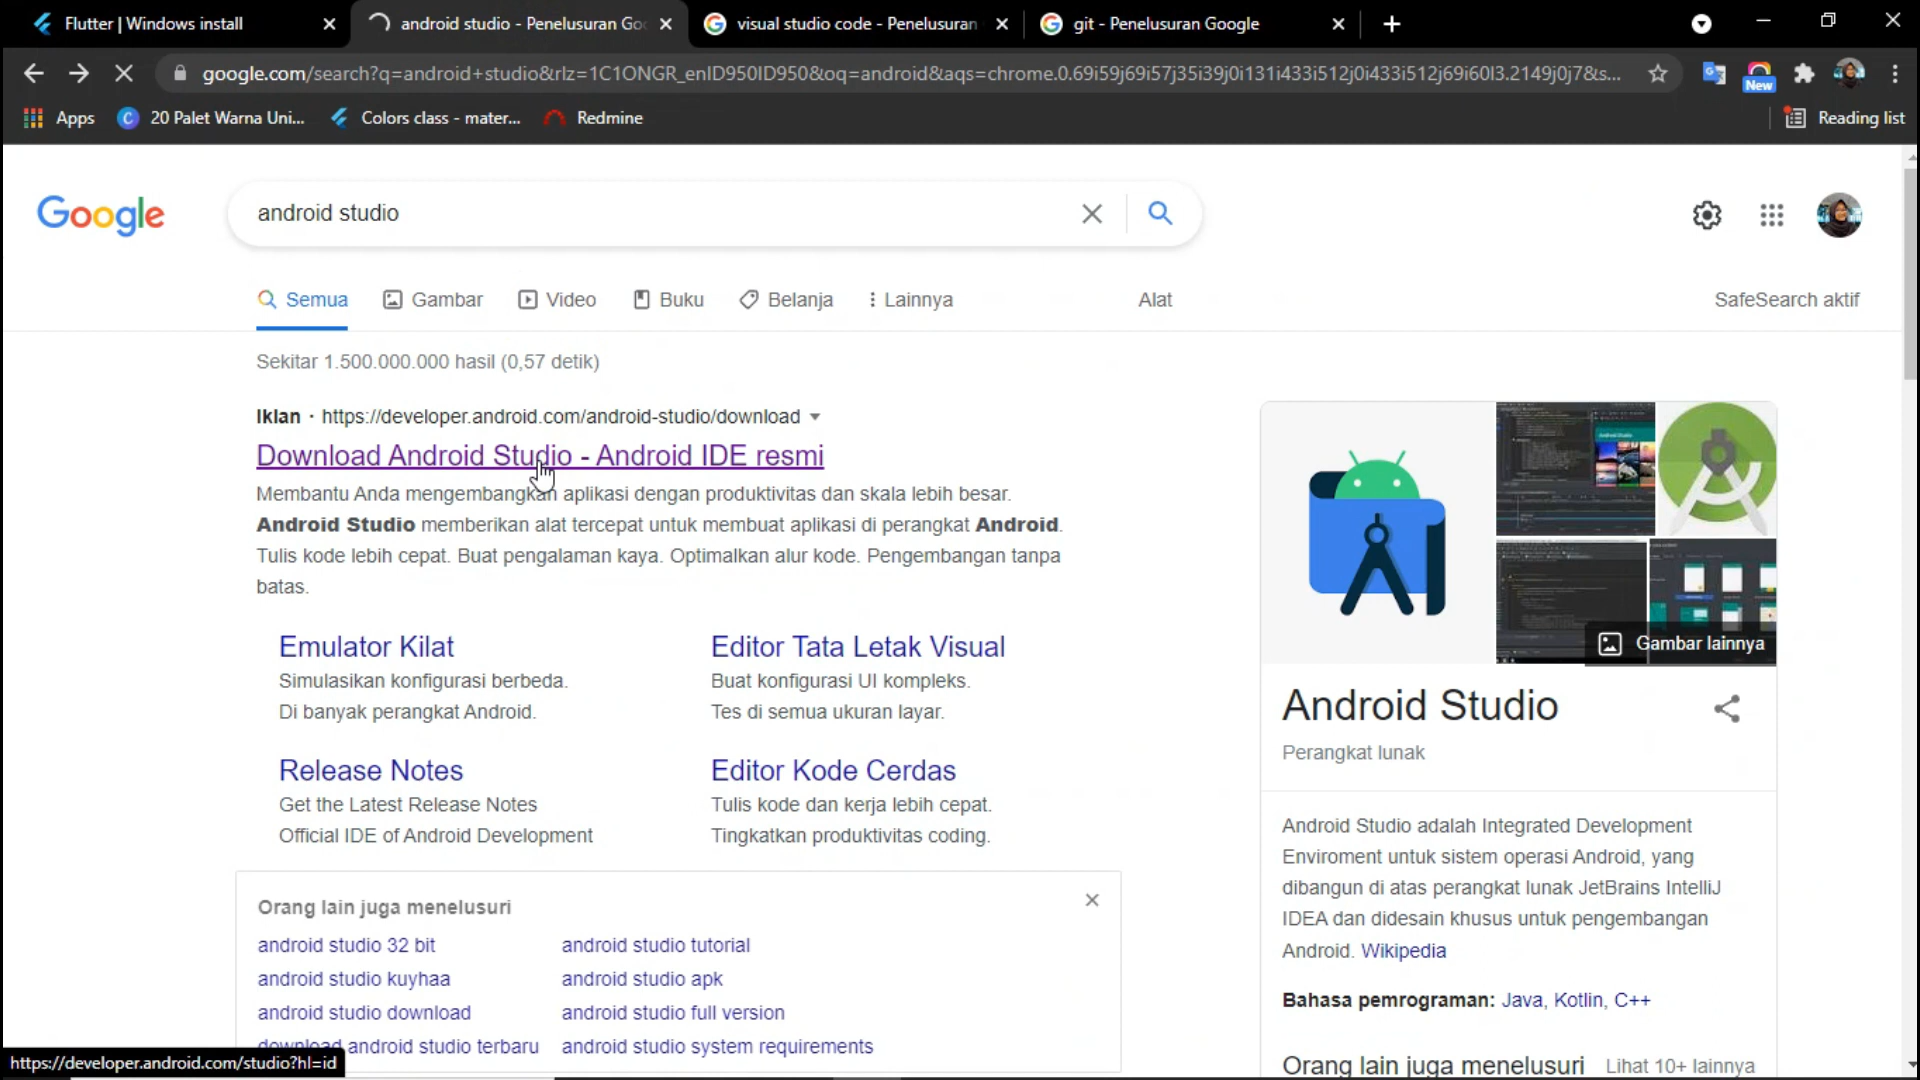 Flutter | Windows install
android studio - Penelusuran Goo
visual studio code - Penelusuran
git - Penelusuran Google
google.com/search?q=android+studio&rlz=1C1ONGR_enID950ID950&oq=android&aqs=chrome.0.69i59j69i57j35i39j0i131i433i512j0i433i512j69i60l3.2149j0j7&s...
New
Apps
20 Palet Warna Uni...
Colors class - mater...
Redmine
Reading list
Google
android studio
Semua
Gambar
Video
Buku
Belanja
Lainnya
Alat
SafeSearch aktif
Sekitar 1.500.000.000 hasil (0,57 detik)
Iklan · https://developer.android.com/android-studio/download
Download Android Studio - Android IDE resmi
Membantu Anda mengembangkan aplikasi dengan produktivitas dan skala lebih besar.
Android Studio memberikan alat tercepat untuk membuat aplikasi di perangkat Android.
Tulis kode lebih cepat. Buat pengalaman kaya. Optimalkan alur kode. Pengembangan tanpa
batas.
Emulator Kilat
Simulasikan konfigurasi berbeda.
Di banyak perangkat Android.
Editor Tata Letak Visual
Buat konfigurasi UI kompleks.
Tes di semua ukuran layar.
Release Notes
Get the Latest Release Notes
Official IDE of Android Development
Editor Kode Cerdas
Tulis kode dan kerja lebih cepat.
Tingkatkan produktivitas coding.
Orang lain juga menelusuri
android studio 32 bit
android studio tutorial
android studio kuyhaa
android studio apk
android studio download
android studio full version
download android studio terbaru
android studio system requirements
Gambar lainnya
Android Studio
Perangkat lunak
Android Studio adalah Integrated Development
Enviroment untuk sistem operasi Android, yang
dibangun di atas perangkat lunak JetBrains IntelliJ
IDEA dan didesain khusus untuk pengembangan
Android. Wikipedia
Bahasa pemrograman: Java, Kotlin, C++
Orang lain juga menelusuri
Lihat 10+ lainnya
https://developer.android.com/studio?hl=id